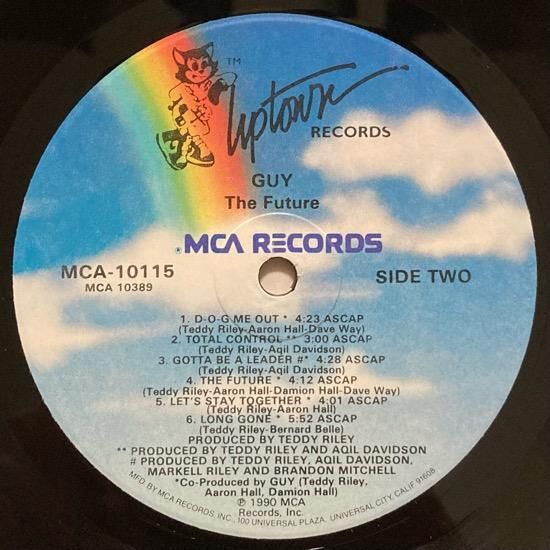 TM
Uptown
RECORDS
GUY
The Future
® MCA RECORDS
MCA-10115
MCA 10389
SIDE TWO
1. D-O-G ME OUT * 4:23 ASCAP
(Teddy Riley-Aaron Hall-Dave Way)
2. TOTAL CONTROL ** 3:00 ASCAP
(Teddy Riley-Aqil Davidson)
3. GOTTA BE A LEADER #* 4:28 ASCAP
(Teddy Riley-Aqil Davidson)
4. THE FUTURE * 4:12 ASCAP
(Teddy Riley-Aaron Hall-Damion Hall-Dave Way)
5. LET'S STAY TOGETHER * 4:01 ASCAP
(Teddy Riley-Aaron Hall)
6. LONG GONE * 5:52 ASCAP
(Teddy Riley-Bernard Belle)
PRODUCED BY TEDDY RILEY
** PRODUCED BY TEDDY RILEY AND AQIL DAVIDSON
# PRODUCED BY TEDDY RILEY, AQIL DAVIDSON,
MARKELL RILEY AND BRANDON MITCHELL
*Co-Produced by GUY (Teddy Riley,
Aaron Hall, Damion Hall)
℗ 1990 MCA
Records, Inc.
MFD. BY MCA RECORDS, INC., 100 UNIVERSAL PLAZA, UNIVERSAL CITY, CALIF 91608